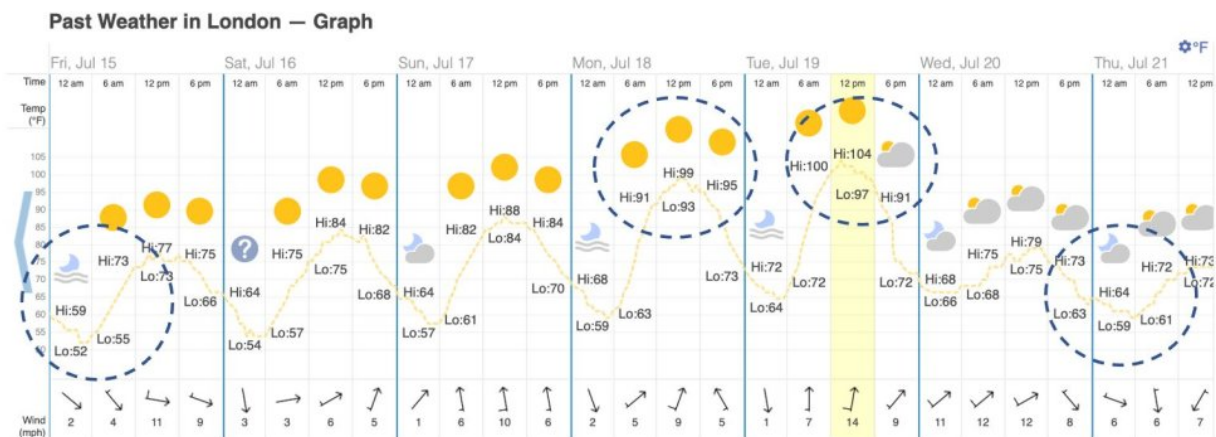 Past Weather in London — Graph
°F
Fri, Jul 15 Sat, Jul 16 Sun, Jul 17 Mon, Jul 18 Tue, Jul 19 Wed, Jul 20 Thu, Jul 21
Time 12 am 6 am 12 pm 6 pm 12 am 6 am 12 pm 6 pm 12 am 6 am 12 pm 6 pm 12 am 6 am 12 pm 6 pm 12 am 6 am 12 pm 6 pm 12 am 6 am 12 pm 6 pm 12 am 6 am 12 pm
Temp
(°F)
105
100
95
90
85
80
75
70
65
60
55
50
Hi:59 Hi:73 Hi:77 Hi:75 Hi:64 Hi:75 Hi:84 Hi:82 Hi:64 Hi:82 Hi:88 Hi:84 Hi:68 Hi:91 Hi:99 Hi:95 Hi:72 Hi:100 Hi:104 Hi:91 Hi:68 Hi:75 Hi:79 Hi:73 Hi:64 Hi:72 Hi:73
?
Lo:52 Lo:55 Lo:73 Lo:66 Lo:54 Lo:57 Lo:75 Lo:68 Lo:57 Lo:61 Lo:84 Lo:70 Lo:59 Lo:63 Lo:93 Lo:73 Lo:64 Lo:72 Lo:97 Lo:72 Lo:66 Lo:68 Lo:75 Lo:63 Lo:59 Lo:61 Lo:72
Wind
(mph)
2 4 11 9 3 3 6 5 1 6 10 6 2 5 9 5 1 7 14 9 11 12 12 8 6 6 7